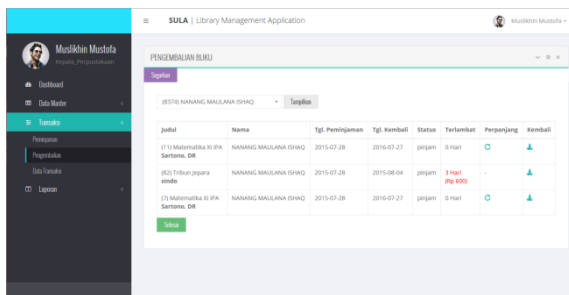 SULA | Library Management Application
Muslikhin Mustofa
Muslikhin Mustofa
Kepala_Perpustakaan
Dashboard
Data Master
Transaksi
Peminjaman
Pengembalian
Data Transaksi
Laporan
PENGEMBALIAN BUKU
Segarkan
(8374) NANANG MAULANA ISHAQ
Tampilkan
Judul Nama Tgl. Peminjaman Tgl. Kembali Status Terlambat Perpanjang Kembali
(11) Matematika XI IPA NANANG MAULANA ISHAQ 2015-07-28 2016-07-27 pinjam 0 Hari
Sartono, DR
(82) Tribun Jepara NANANG MAULANA ISHAQ 2015-07-28 2015-08-04 pinjam 3 Hari -
sindo (Rp 600)
(7) Matematika XI IPA NANANG MAULANA ISHAQ 2015-07-28 2016-07-27 pinjam 0 Hari
Sartono, DR
Selesai